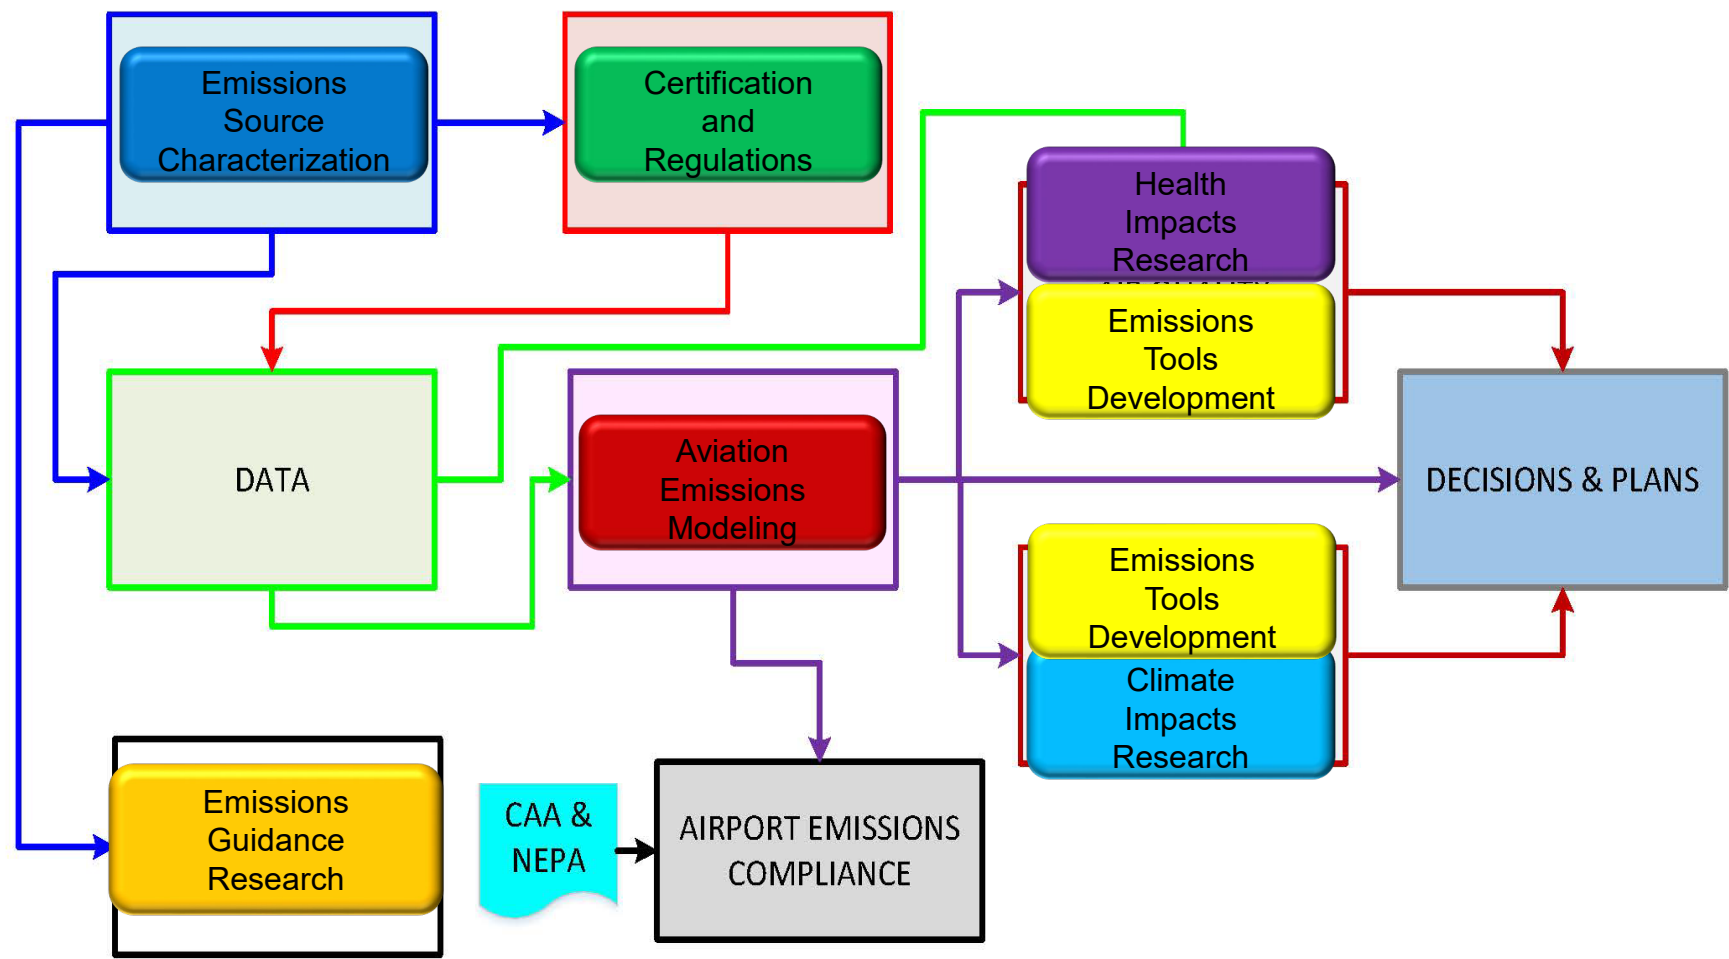 Emissions
Source
Characterization
Certification
and
Regulations
Health
Impacts
Research
Emissions
Tools
Development
DATA
Aviation
Emissions
Modeling
DECISIONS & PLANS
Emissions
Tools
Development
Climate
Impacts
Research
Emissions
Guidance
Research
CAA &
NEPA
AIRPORT EMISSIONS
COMPLIANCE